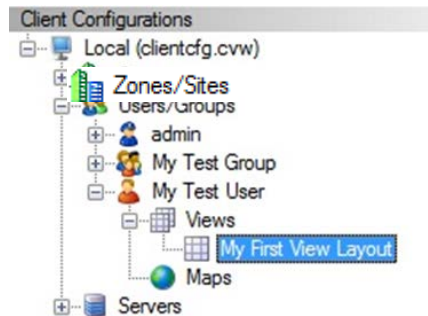 Client Configurations
Local (clientcfg.cvw)
Zones/Sites
Users/Groups
admin
My Test Group
My Test User
Views
My First View Layout
Maps
Servers